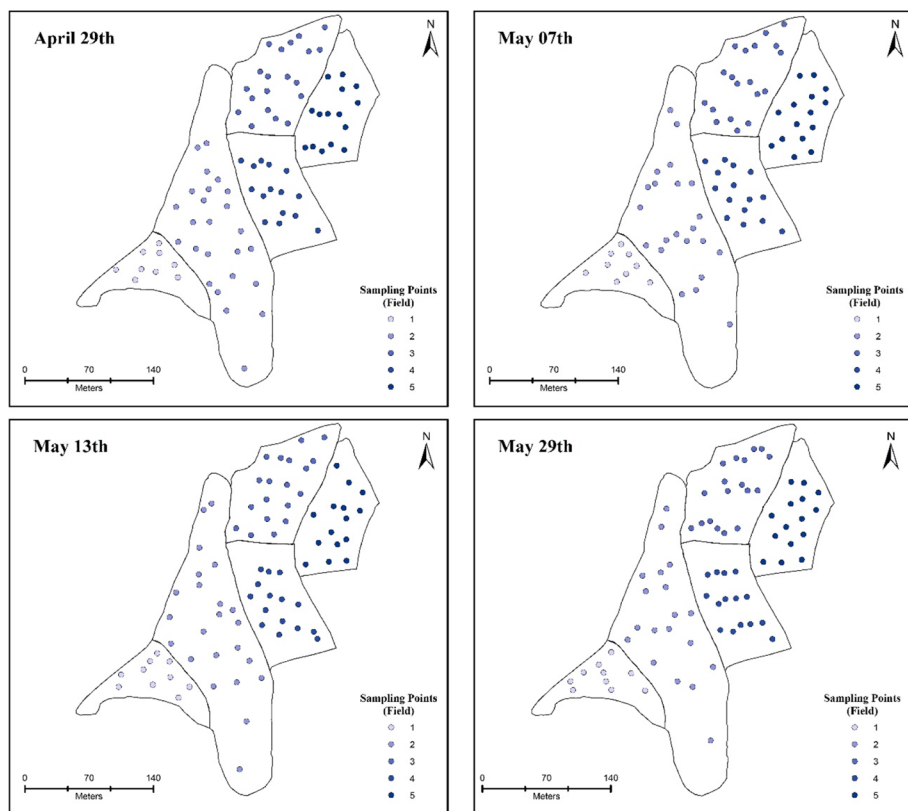 April 29th
N
Sampling Points
(Field)
1
2
3
4
5
0 70 140
Meters
May 07th
N
Sampling Points
(Field)
1
2
3
4
5
0 70 140
Meters
May 13th
N
Sampling Points
(Field)
1
2
3
4
5
0 70 140
Meters
May 29th
N
Sampling Points
(Field)
1
2
3
4
5
0 70 140
Meters